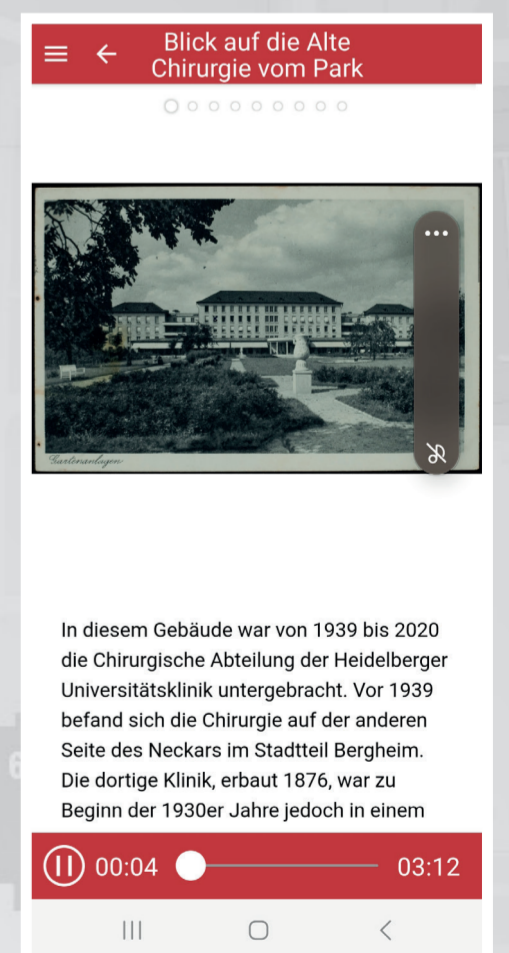 Blick auf die Alte
Chirurgie vom Park
Gartenanlagen
In diesem Gebäude war von 1939 bis 2020
die Chirurgische Abteilung der Heidelberger
Universitätsklinik untergebracht. Vor 1939
befand sich die Chirurgie auf der anderen
Seite des Neckars im Stadtteil Bergheim.
Die dortige Klinik, erbaut 1876, war zu
Beginn der 1930er Jahre jedoch in einem
00:04
03:12